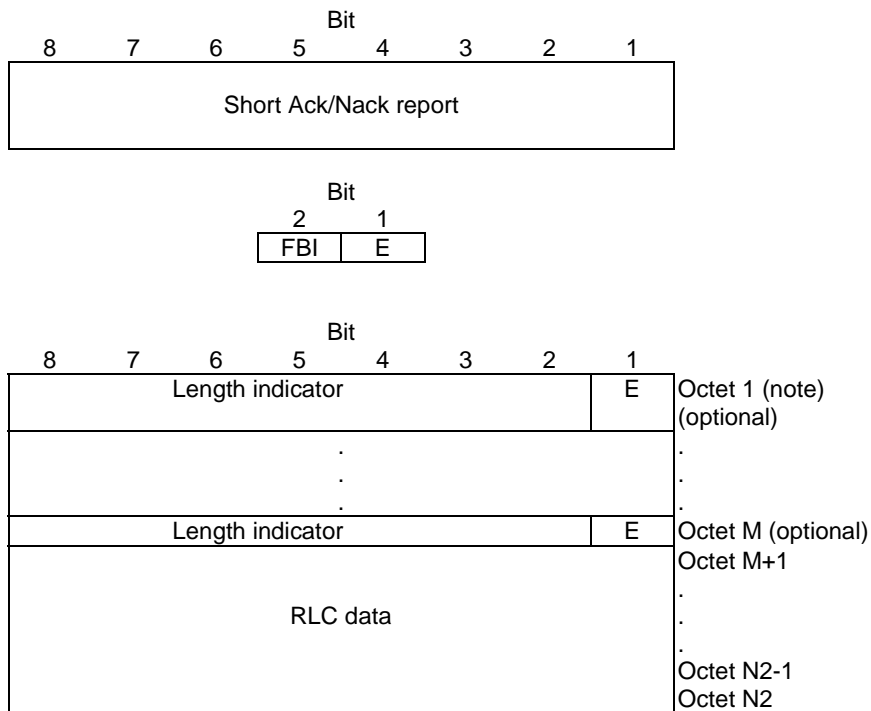 Bit
8 7 6 5 4 3 2 1
Short Ack/Nack report
Bit
2 1
FBI E
Bit
8 7 6 5 4 3 2 1
Length indicator E Octet 1 (note)
(optional)
. .
. .
. .
Length indicator E Octet M (optional)
Octet M+1
.
RLC data .
.
Octet N2-1
Octet N2